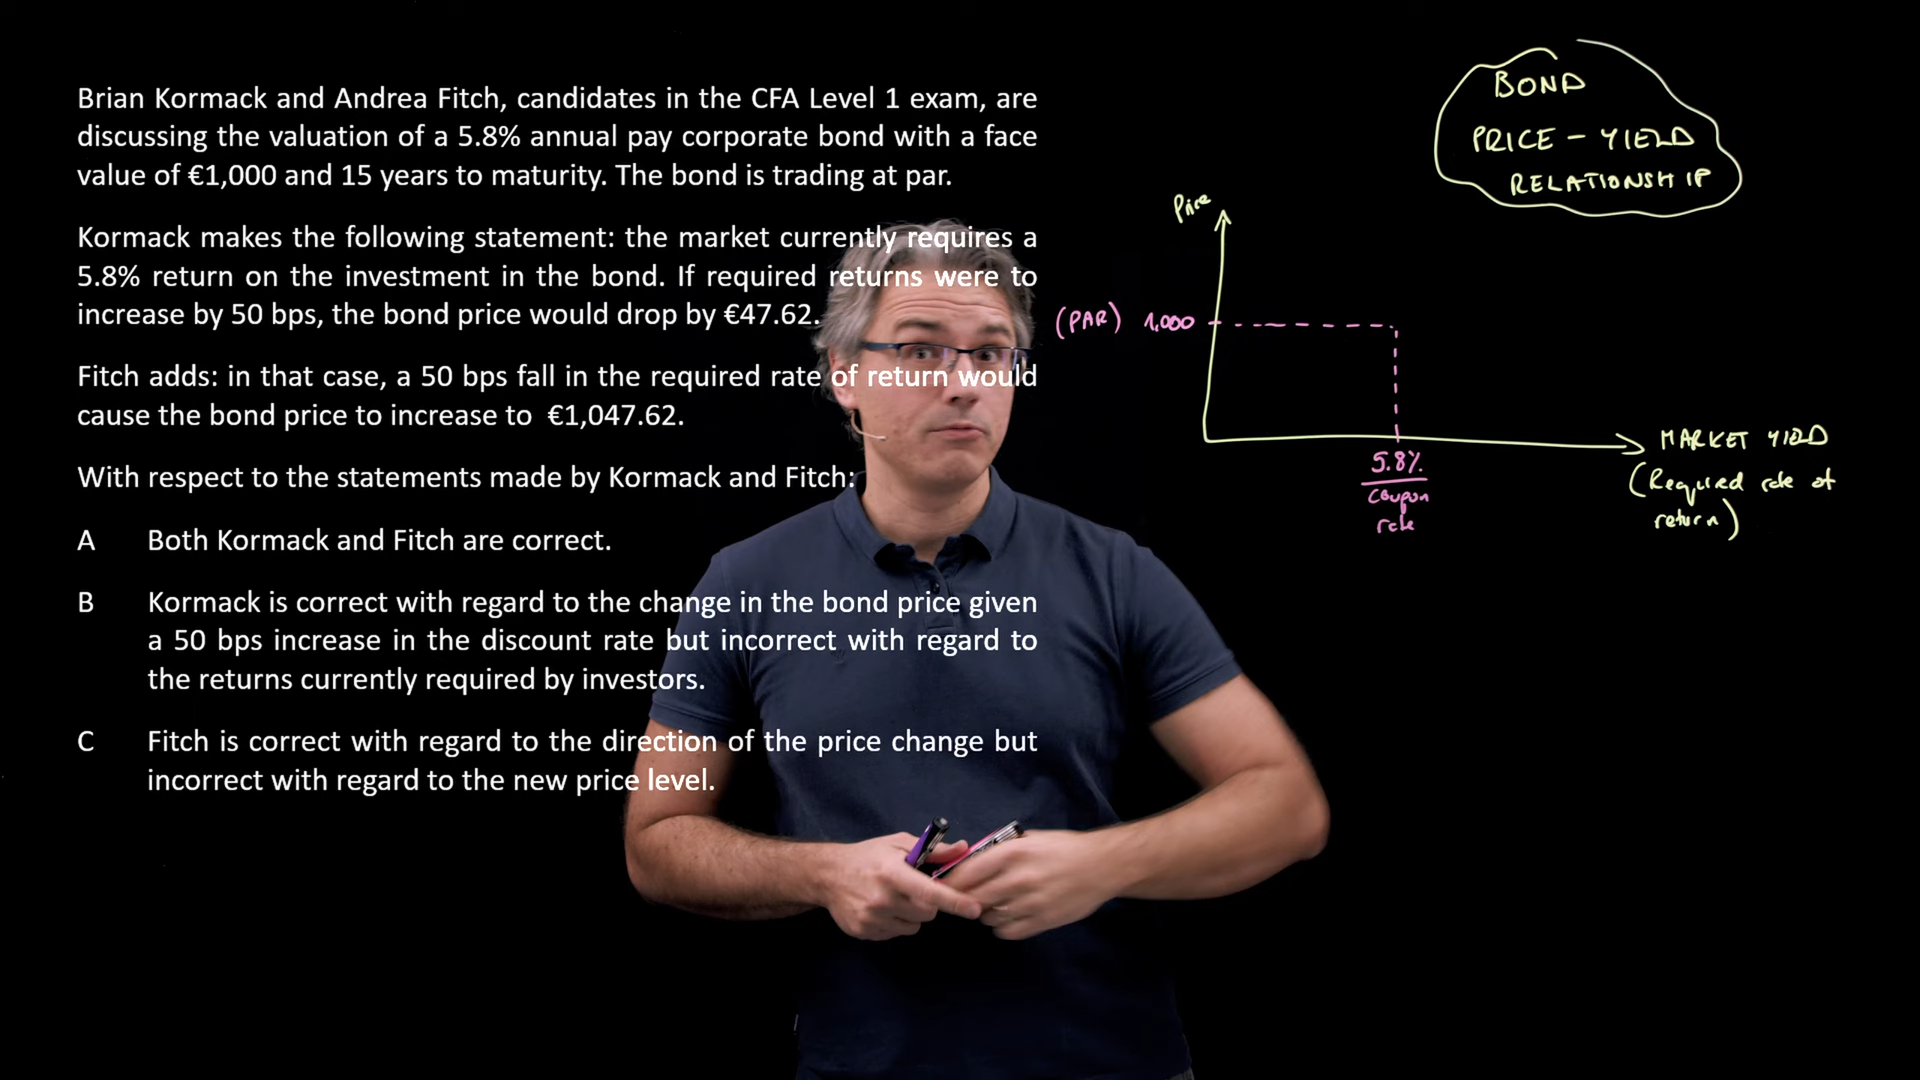 Brian Kormack and Andrea Fitch, candidates in the CFA Level 1 exam, are
discussing the valuation of a 5.8% annual pay corporate bond with a face
value of €1,000 and 15 years to maturity. The bond is trading at par.
Kormack makes the following statement: the market currently requires a
5.8% return on the investment in the bond. If required returns were to
increase by 50 bps, the bond price would drop by €47.62.
Fitch adds: in that case, a 50 bps fall in the required rate of return would
cause the bond price to increase to €1,047.62.
With respect to the statements made by Kormack and Fitch:
A Both Kormack and Fitch are correct.
B Kormack is correct with regard to the change in the bond price given
a 50 bps increase in the discount rate but incorrect with regard to
the returns currently required by investors.
C Fitch is correct with regard to the direction of the price change but
incorrect with regard to the new price level.
BOND
PRICE - YIELD
RELATIONSHIP
Price
(PAR) 1.000
5.8%
coupon
rate
MARKET YIELD
(Required rate of
return)